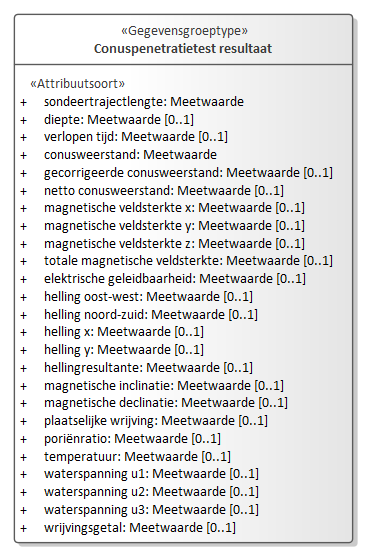 «Gegevensgroeptype»
Conuspenetratietest resultaat
«Attribuutsoort»
+ sondeertrajectlengte: Meetwaarde
+ diepte: Meetwaarde [0..1]
+ verlopen tijd: Meetwaarde [0..1]
+ conusweerstand: Meetwaarde
+ gecorrigeerde conusweerstand: Meetwaarde [0..1]
+ netto conusweerstand: Meetwaarde [0..1]
+ magnetische veldsterkte x: Meetwaarde [0..1]
+ magnetische veldsterkte y: Meetwaarde [0..1]
+ magnetische veldsterkte z: Meetwaarde [0..1]
+ totale magnetische veldsterkte: Meetwaarde [0..1]
+ elektrische geleidbaarheid: Meetwaarde [0..1]
+ helling oost-west: Meetwaarde [0..1]
+ helling noord-zuid: Meetwaarde [0..1]
+ helling x: Meetwaarde [0..1]
+ helling y: Meetwaarde [0..1]
+ hellingresultante: Meetwaarde [0..1]
+ magnetische inclinatie: Meetwaarde [0..1]
+ magnetische declinatie: Meetwaarde [0..1]
+ plaatselijke wrijving: Meetwaarde [0..1]
+ poriënratio: Meetwaarde [0..1]
+ temperatuur: Meetwaarde [0..1]
+ waterspanning u1: Meetwaarde [0..1]
+ waterspanning u2: Meetwaarde [0..1]
+ waterspanning u3: Meetwaarde [0..1]
+ wrijvingsgetal: Meetwaarde [0..1]